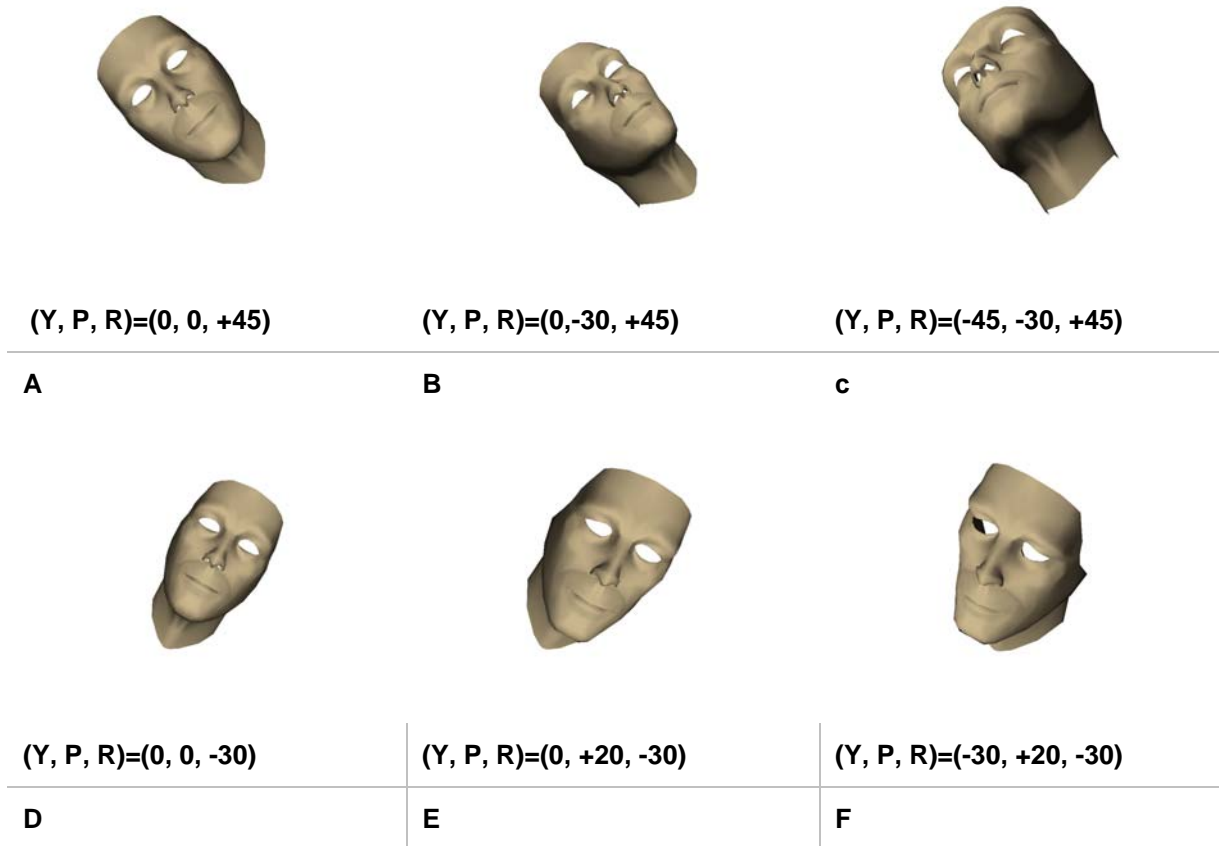 (Y, P, R)=(0, 0, +45) (Y, P, R)=(0,-30, +45) (Y, P, R)=(-45, -30, +45)
A B c
(Y, P, R)=(0, 0, -30) (Y, P, R)=(0, +20, -30) (Y, P, R)=(-30, +20, -30)
D E F